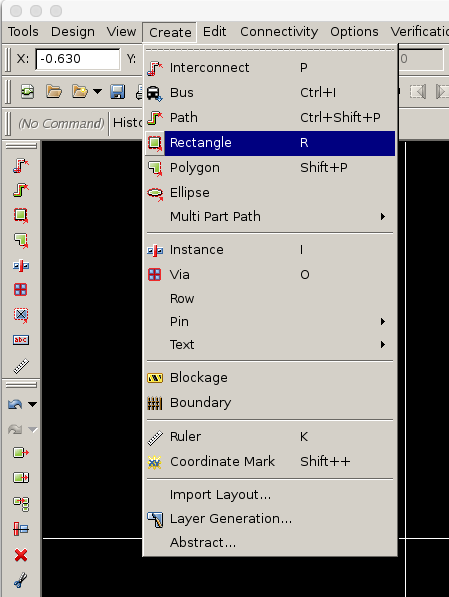 Tools Design View Create Edit Connectivity Options Verificatio
X: -0.630 Y: 0
(No Command) Histo
Interconnect P
Bus Ctrl+I
Path Ctrl+Shift+P
Rectangle R
Polygon Shift+P
Ellipse
Multi Part Path
Instance I
Via O
Row
Pin
Text
abc
Blockage
Boundary
Ruler K
Coordinate Mark Shift++
Import Layout...
Layer Generation...
Abstract...